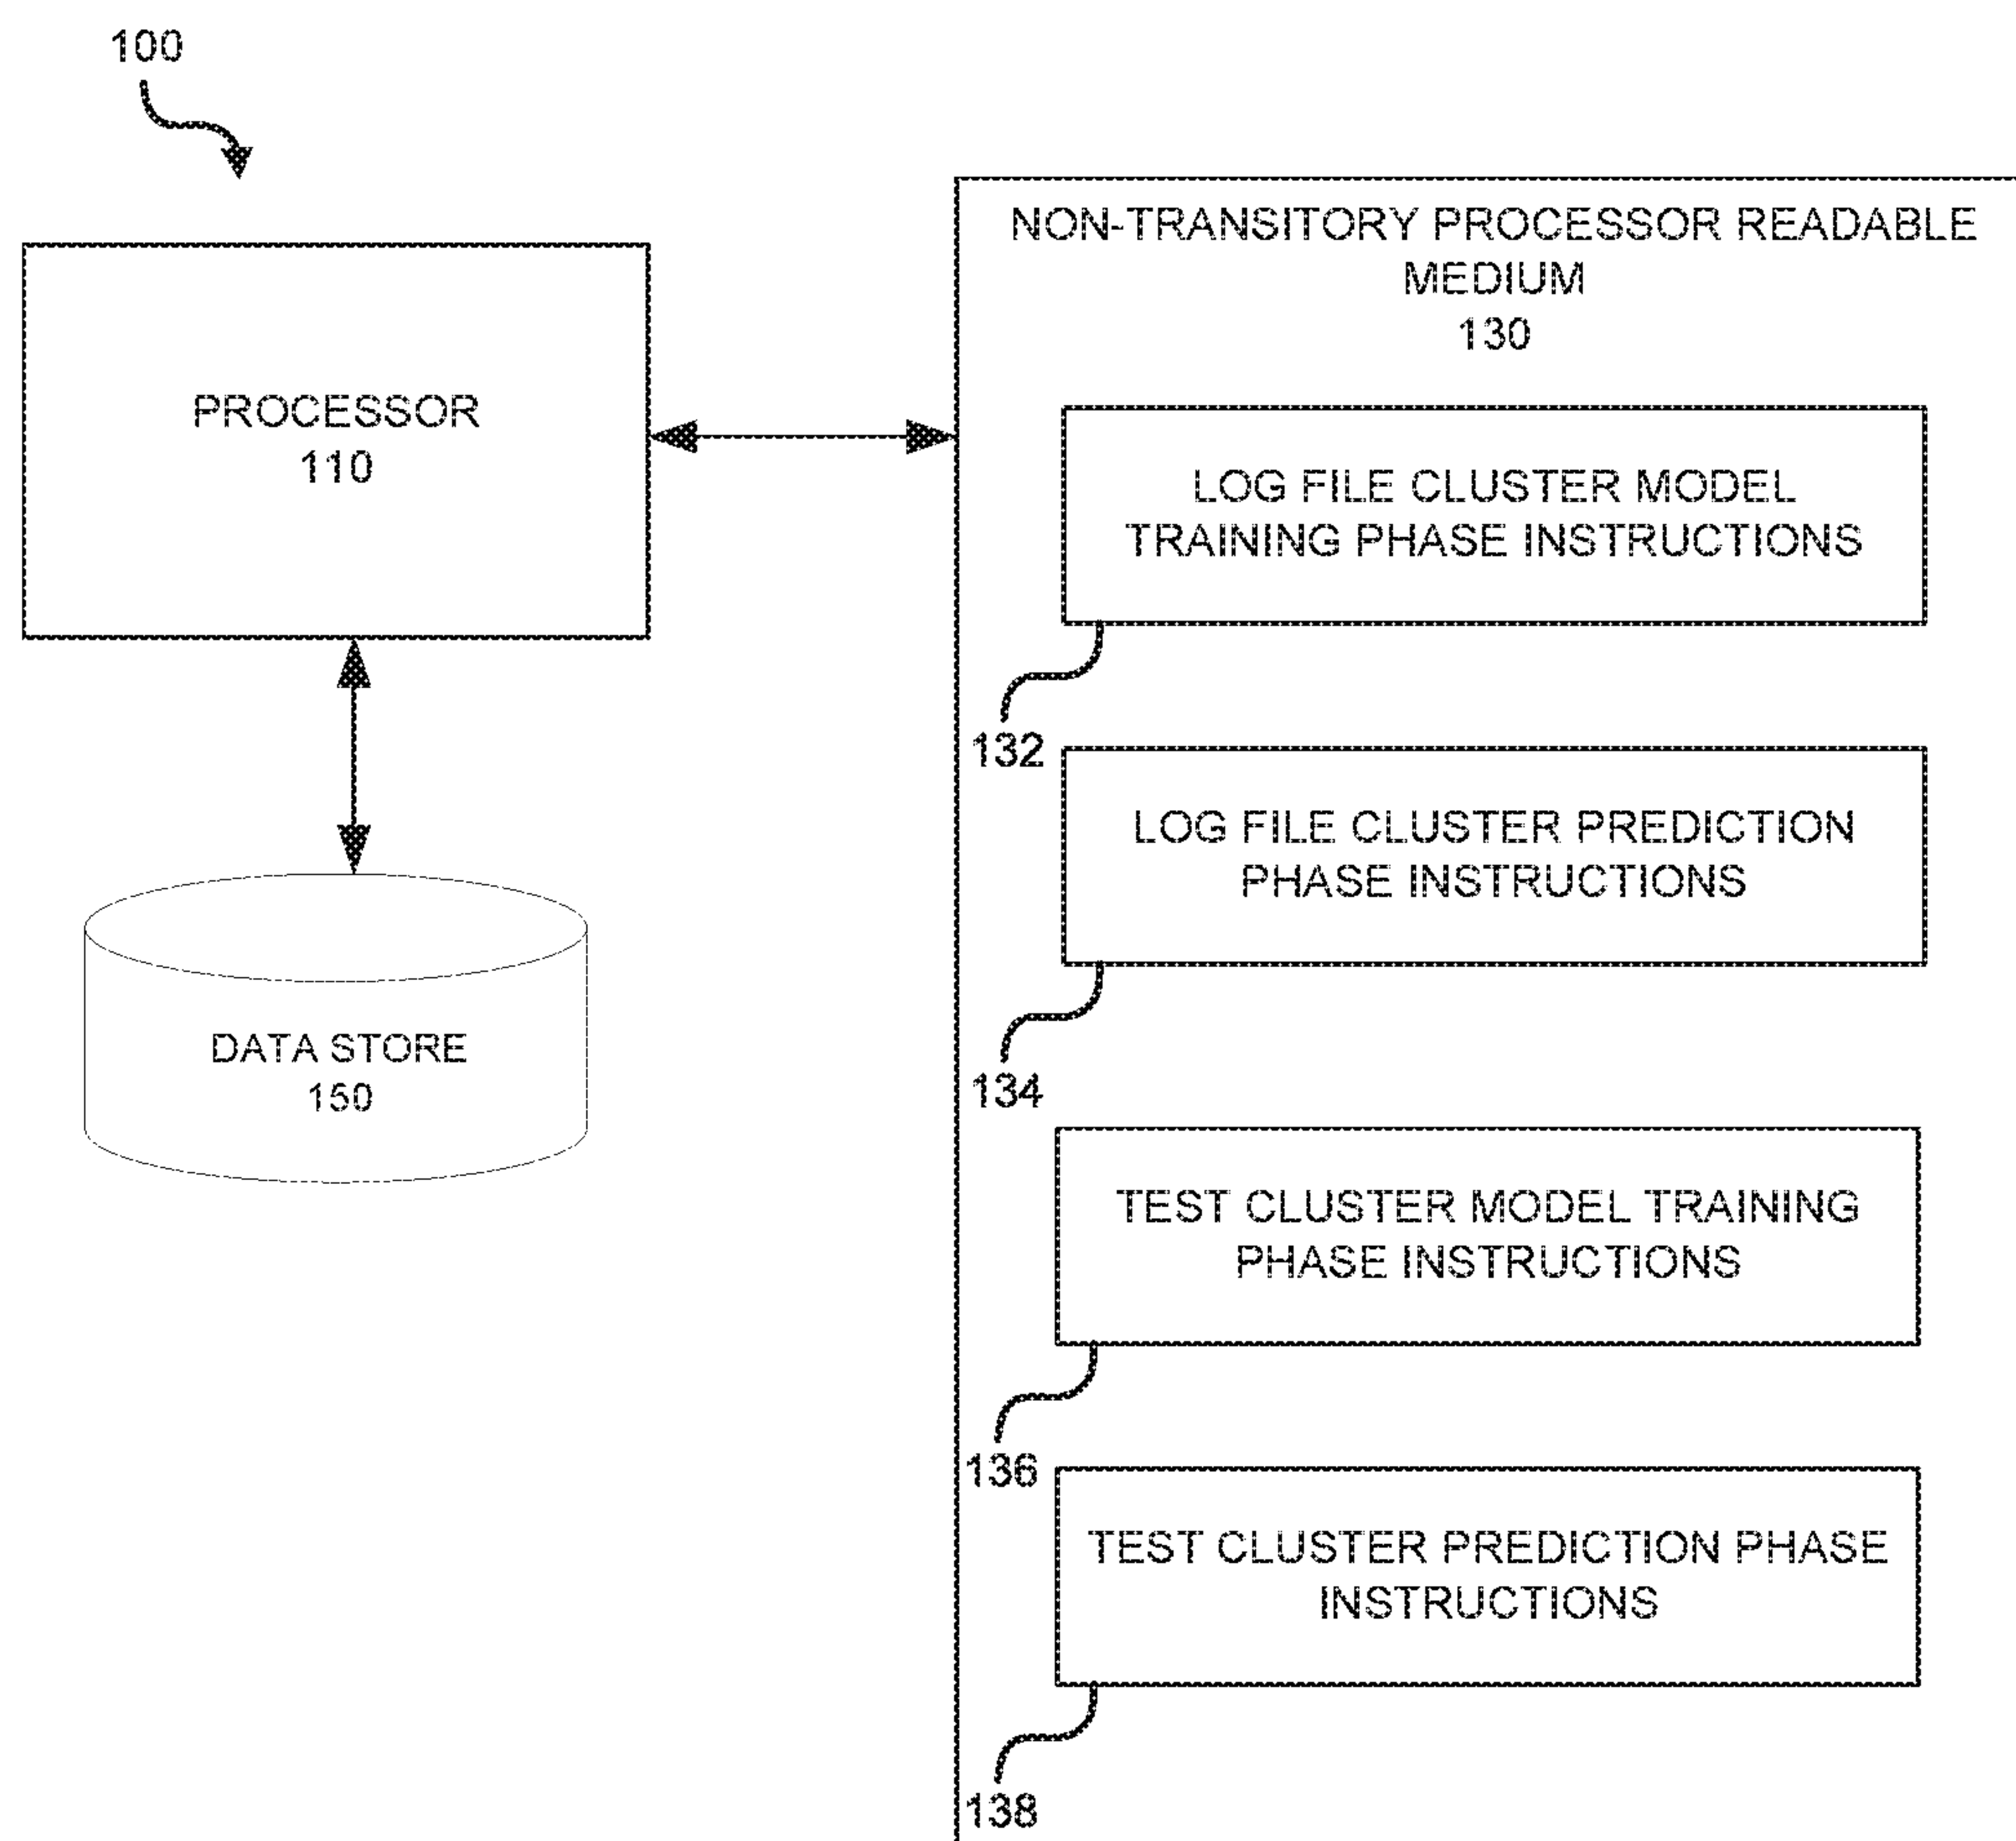 100
PROCESSOR
110
DATA STORE
150
NON-TRANSITORY PROCESSOR READABLE
MEDIUM
130
LOG FILE CLUSTER MODEL
TRAINING PHASE INSTRUCTIONS
132
LOG FILE CLUSTER PREDICTION
PHASE INSTRUCTIONS
134
TEST CLUSTER MODEL TRAINING
PHASE INSTRUCTIONS
136
TEST CLUSTER PREDICTION PHASE
INSTRUCTIONS
138